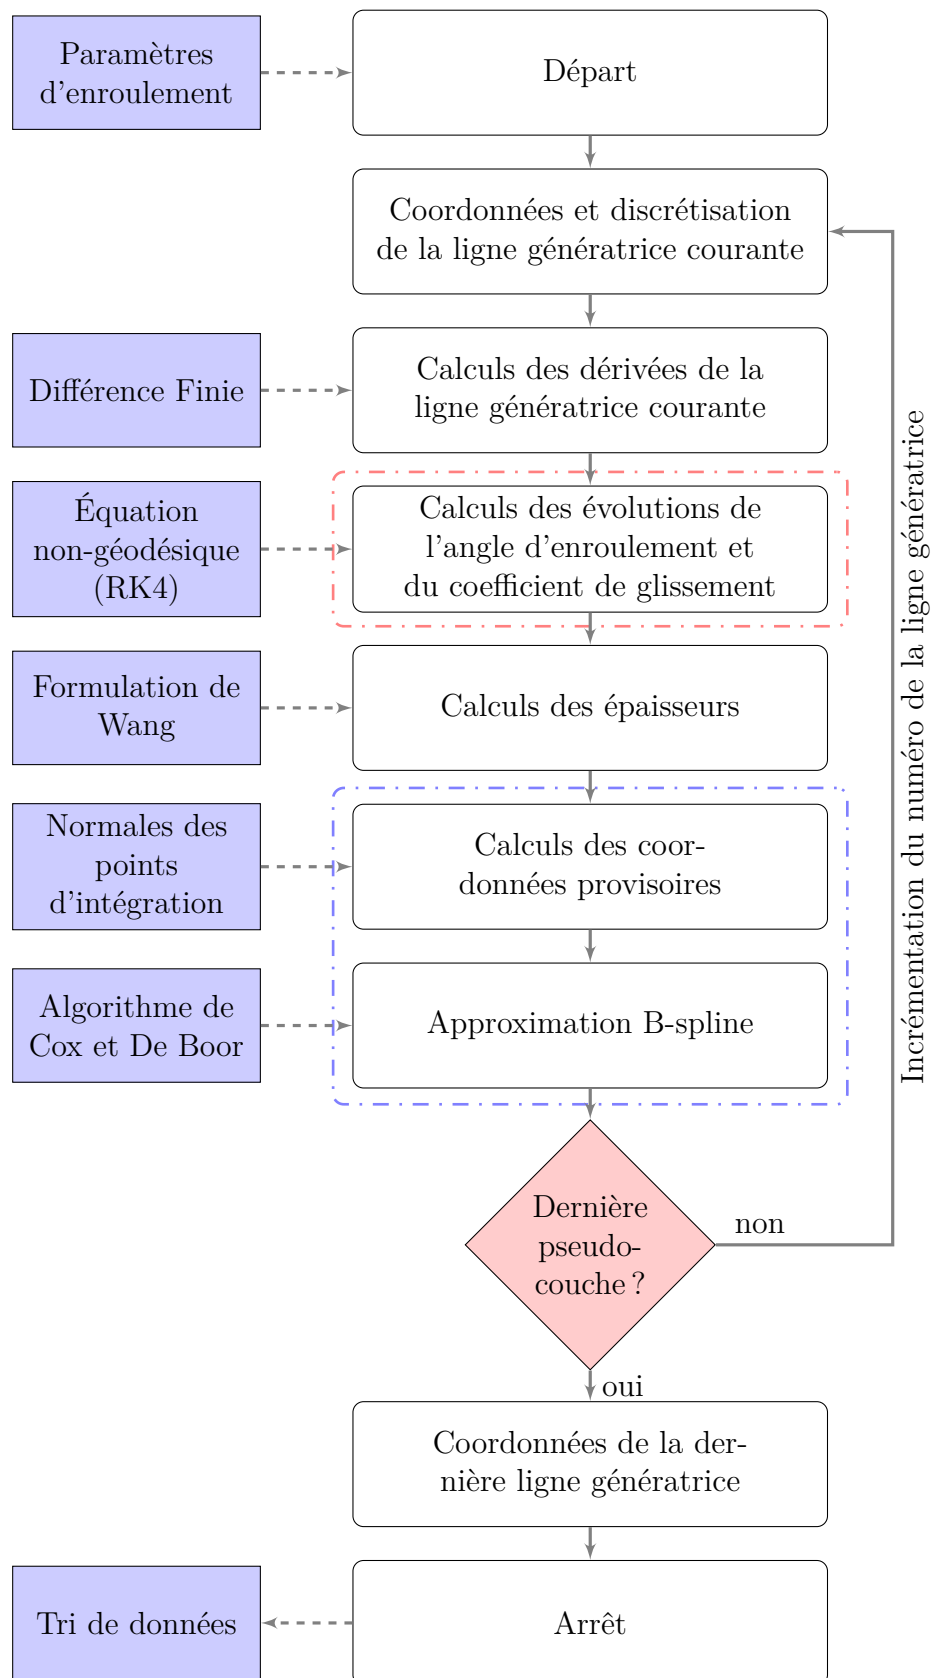 Paramètres
d'enroulement
Départ
Coordonnées et discrétisation
de la ligne génératrice courante
Différence Finie
Calculs des dérivées de la
ligne génératrice courante
Équation
non-géodésique
(RK4)
Calculs des évolutions de
l'angle d'enroulement et
du coefficient de glissement
Formulation de
Wang
Calculs des épaisseurs
Normales des
points
d'intégration
Calculs des coor-
données provisoires
Algorithme de
Cox et De Boor
Approximation B-spline
Incrémentation du numéro de la ligne génératrice
Dernière
pseudo-
couche ?
non
oui
Coordonnées de la der-
nière ligne génératrice
Tri de données
Arrêt